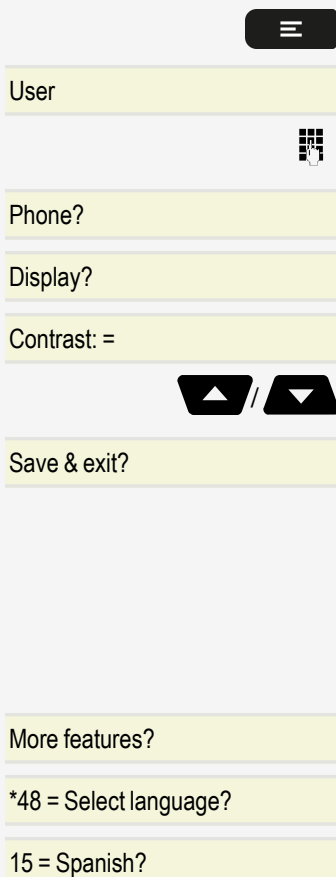 User
Phone?
Display?
Contrast: =
/
Save & exit?
More features?
*48 = Select language?
15 = Spanish?